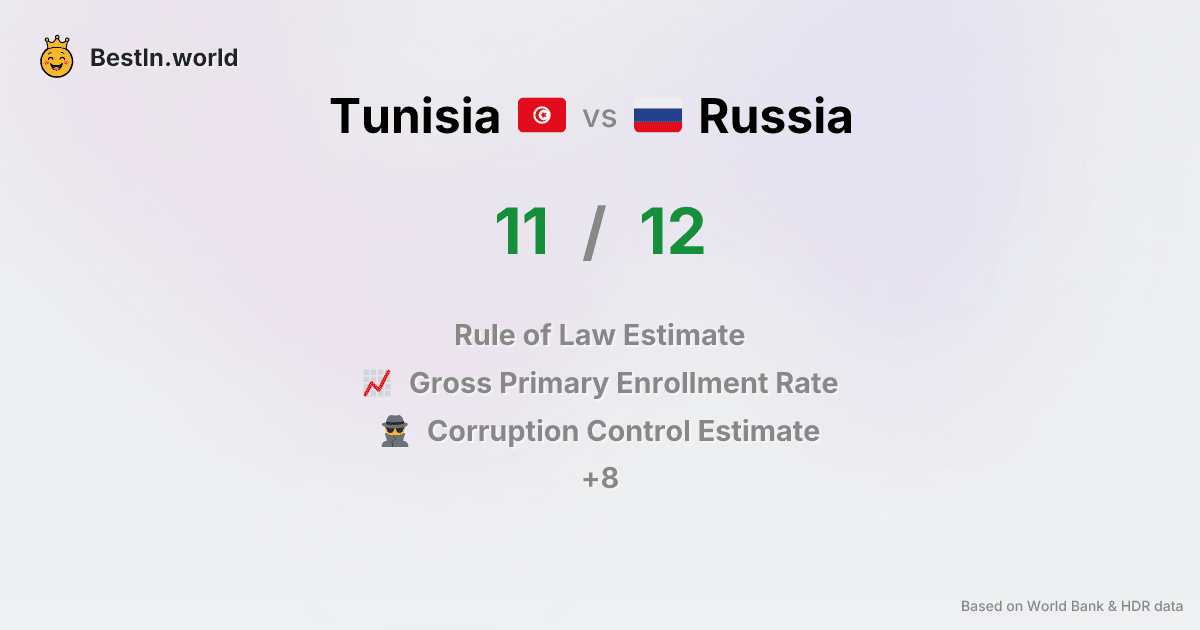 BestIn.world
Tunisia vs Russia
11 / 12
Rule of Law Estimate
Gross Primary Enrollment Rate
Corruption Control Estimate
+8
Based on World Bank & HDR data